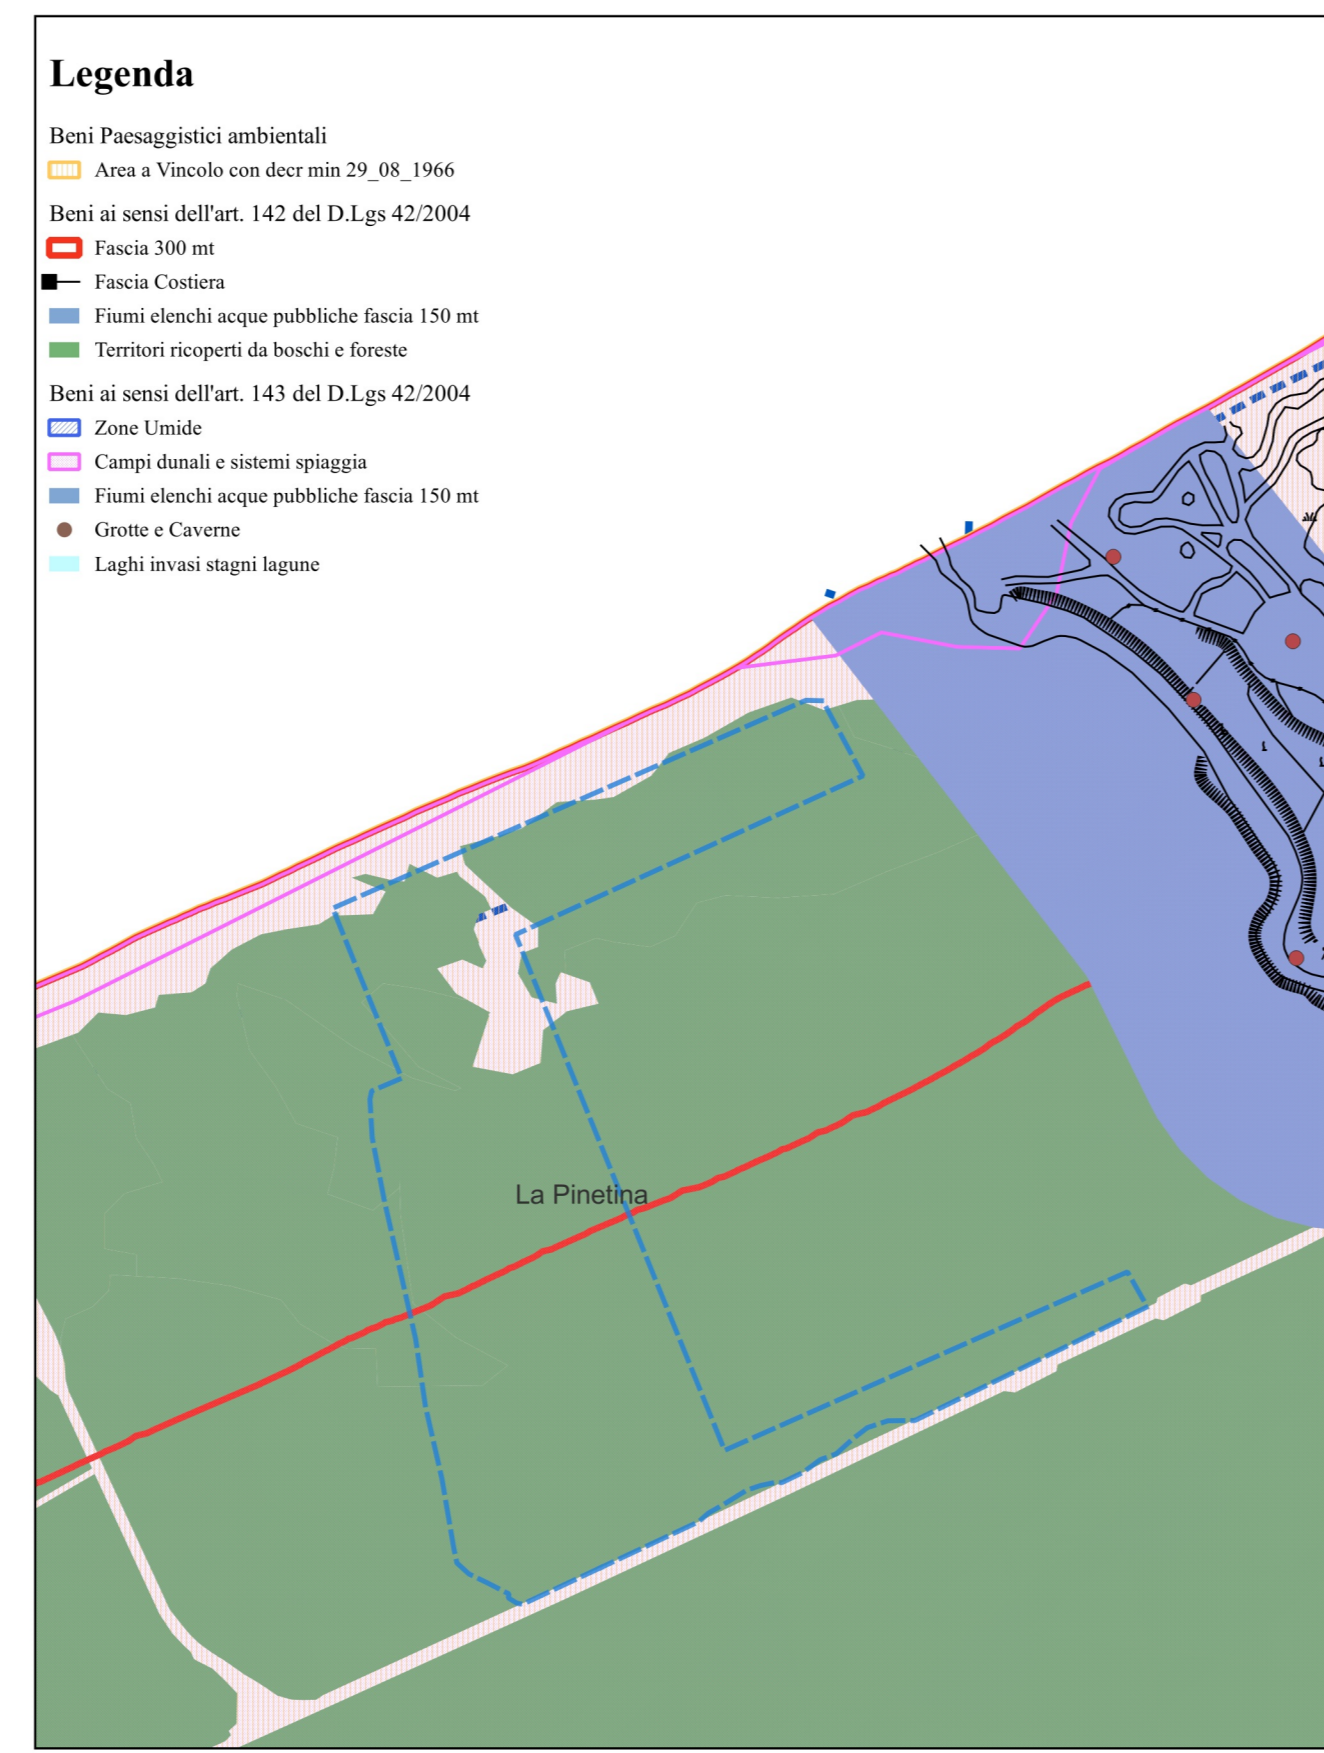 Legenda
Beni Paesaggistici ambientali
Area a Vincolo con decr min 29_08_1966
Beni ai sensi dell'art. 142 del D.Lgs 42/2004
Fascia 300 mt
Fascia Costiera
Fiumi elenchi acque pubbliche fascia 150 mt
Territori ricoperti da boschi e foreste
Beni ai sensi dell'art. 143 del D.Lgs 42/2004
Zone Umide
Campi dunali e sistemi spiaggia
Fiumi elenchi acque pubbliche fascia 150 mt
Grotte e Caverne
Laghi invasi stagni lagune
La Pinetina